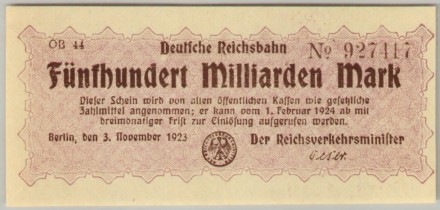 OB 44
Deutsche Reichsbahn
No 927417
Fünfhundert Milliarden Mark
Dieser Schein wird von allen öffentlichen Kassen wie gesetzliche
Zahlmittel angenommen; er kann vom 1. Februar 1924 ab mit
dreimonatiger Frist zur Einlösung aufgerufen werden.
Berlin, den 3. November 1923
Der Reichsverkehrsminister